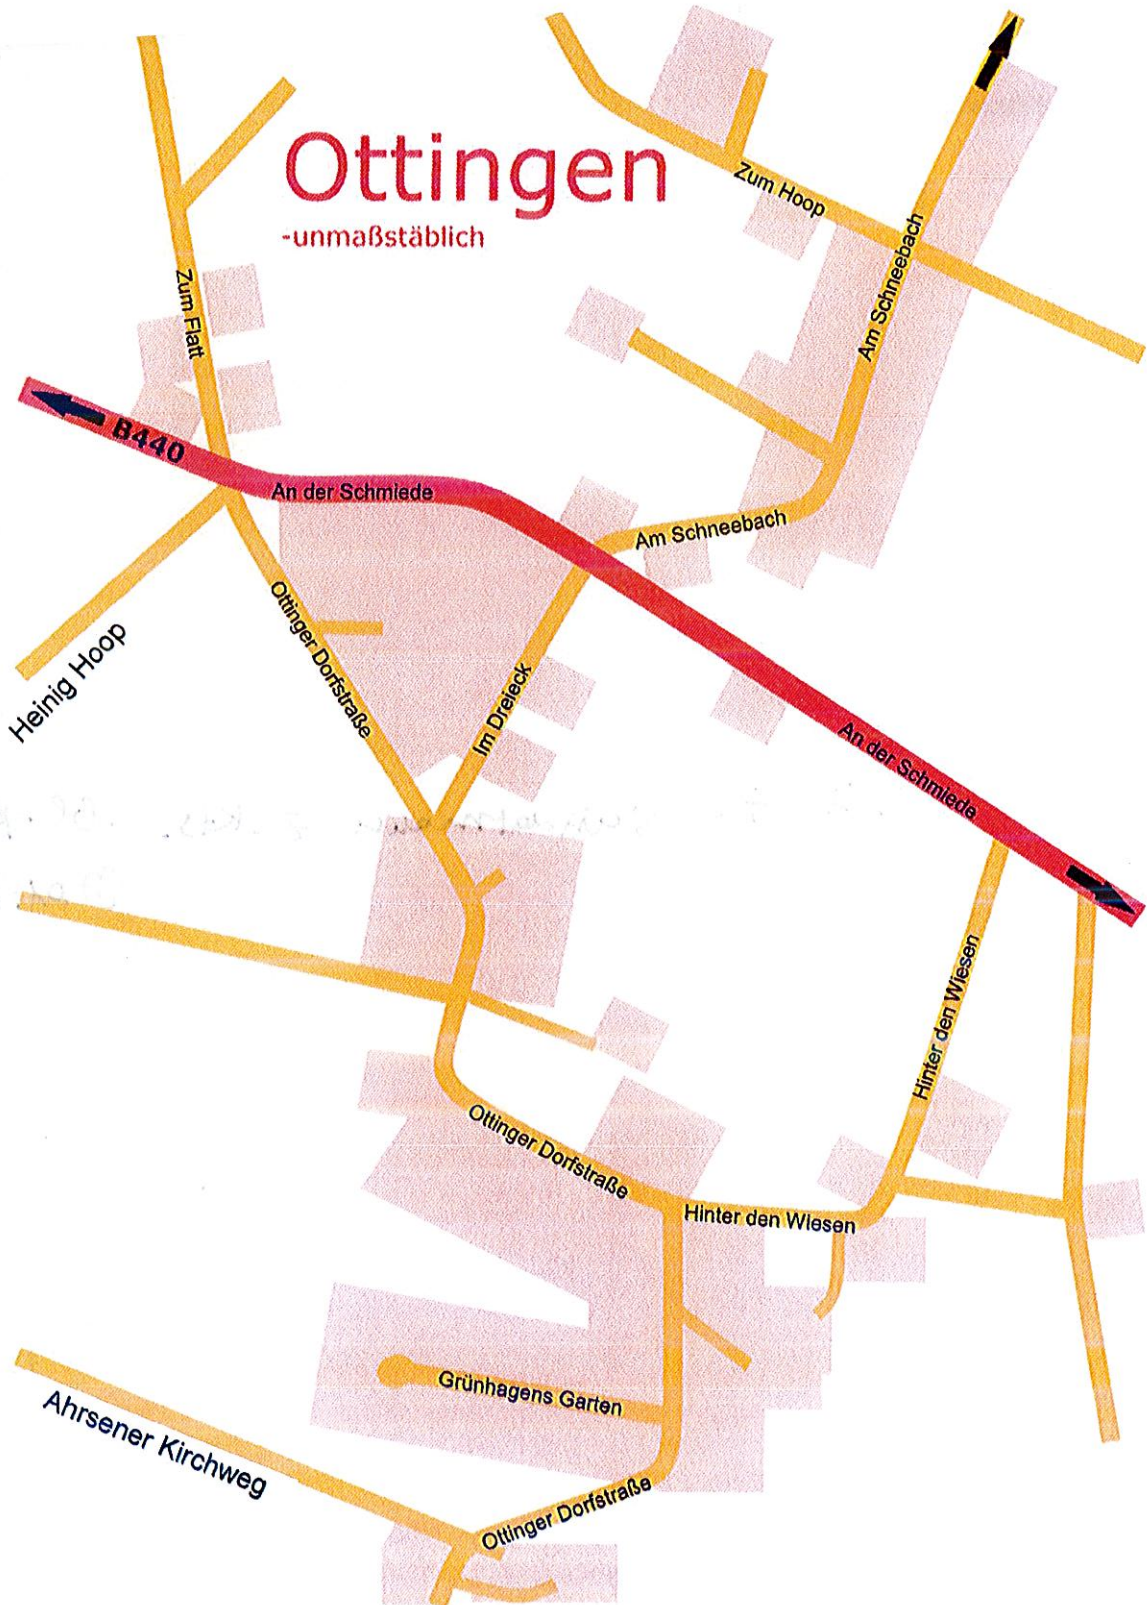 Ottingen
-unmaßstäblich
Zum Hoop
Am Schneebach
Zum Flatt
B440
An der Schmiede
Am Schneebach
Heinig Hoop
Ottinger Dorfstraße
Im Dreieck
An der Schmiede
Hinter den Wiesen
Ottinger Dorfstraße
Hinter den Wiesen
Grünhagens Garten
Ahrsener Kirchweg
Ottinger Dorfstraße